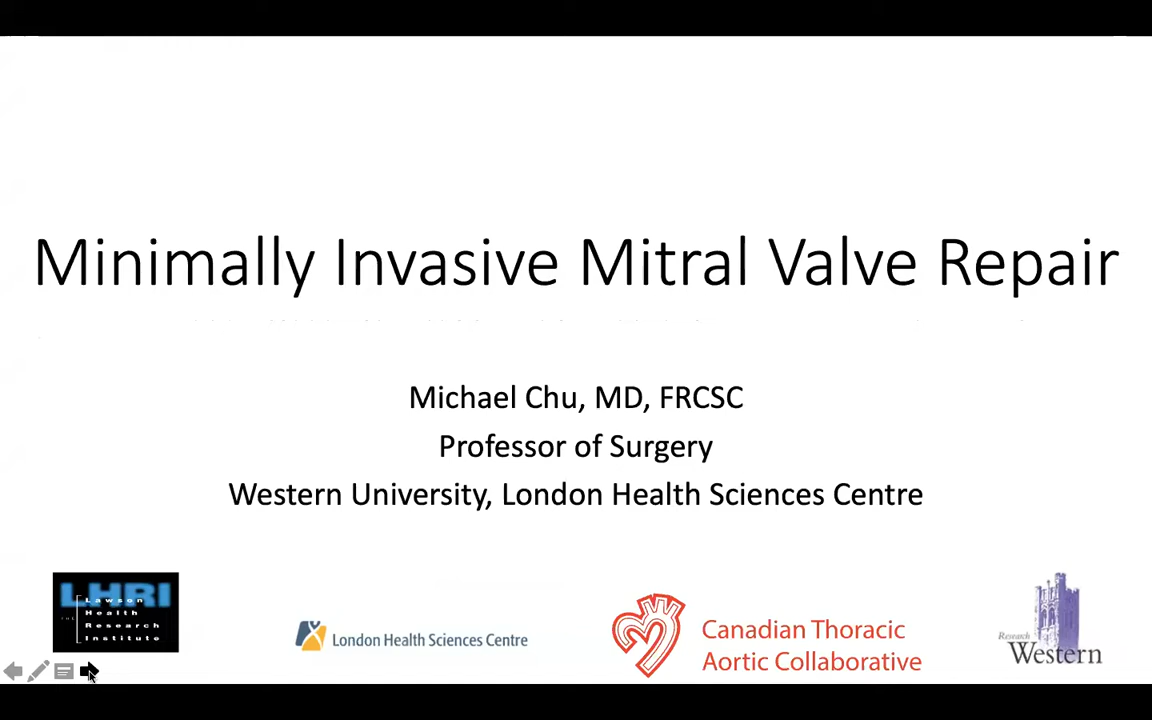 Minimally Invasive Mitral Valve Repair
Michael Chu, MD, FRCSC
Professor of Surgery
Western University, London Health Sciences Centre
LHRI
THE
Lawson
Health
Research
Institute
London Health Sciences Centre
Canadian Thoracic
Aortic Collaborative
Research
Western